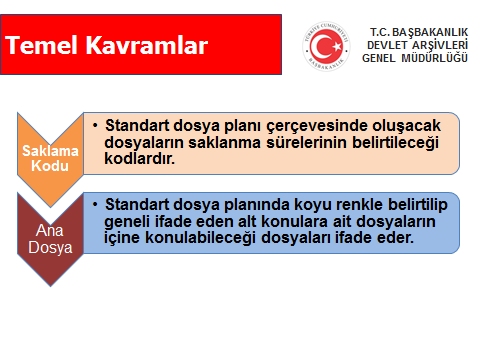 Temel Kavramlar
T.C. BAŞBAKANLIK
DEVLET ARŞİVLERİ
GENEL MÜDÜRLÜĞÜ
Saklama
Kodu
• Standart dosya planı çerçevesinde oluşacak
dosyaların saklanma sürelerinin belirtileceği
kodlardır.
Ana
Dosya
• Standart dosya planında koyu renkle belirtilip
geneli ifade eden alt konulara ait dosyaların
içine konulabileceği dosyaları ifade eder.